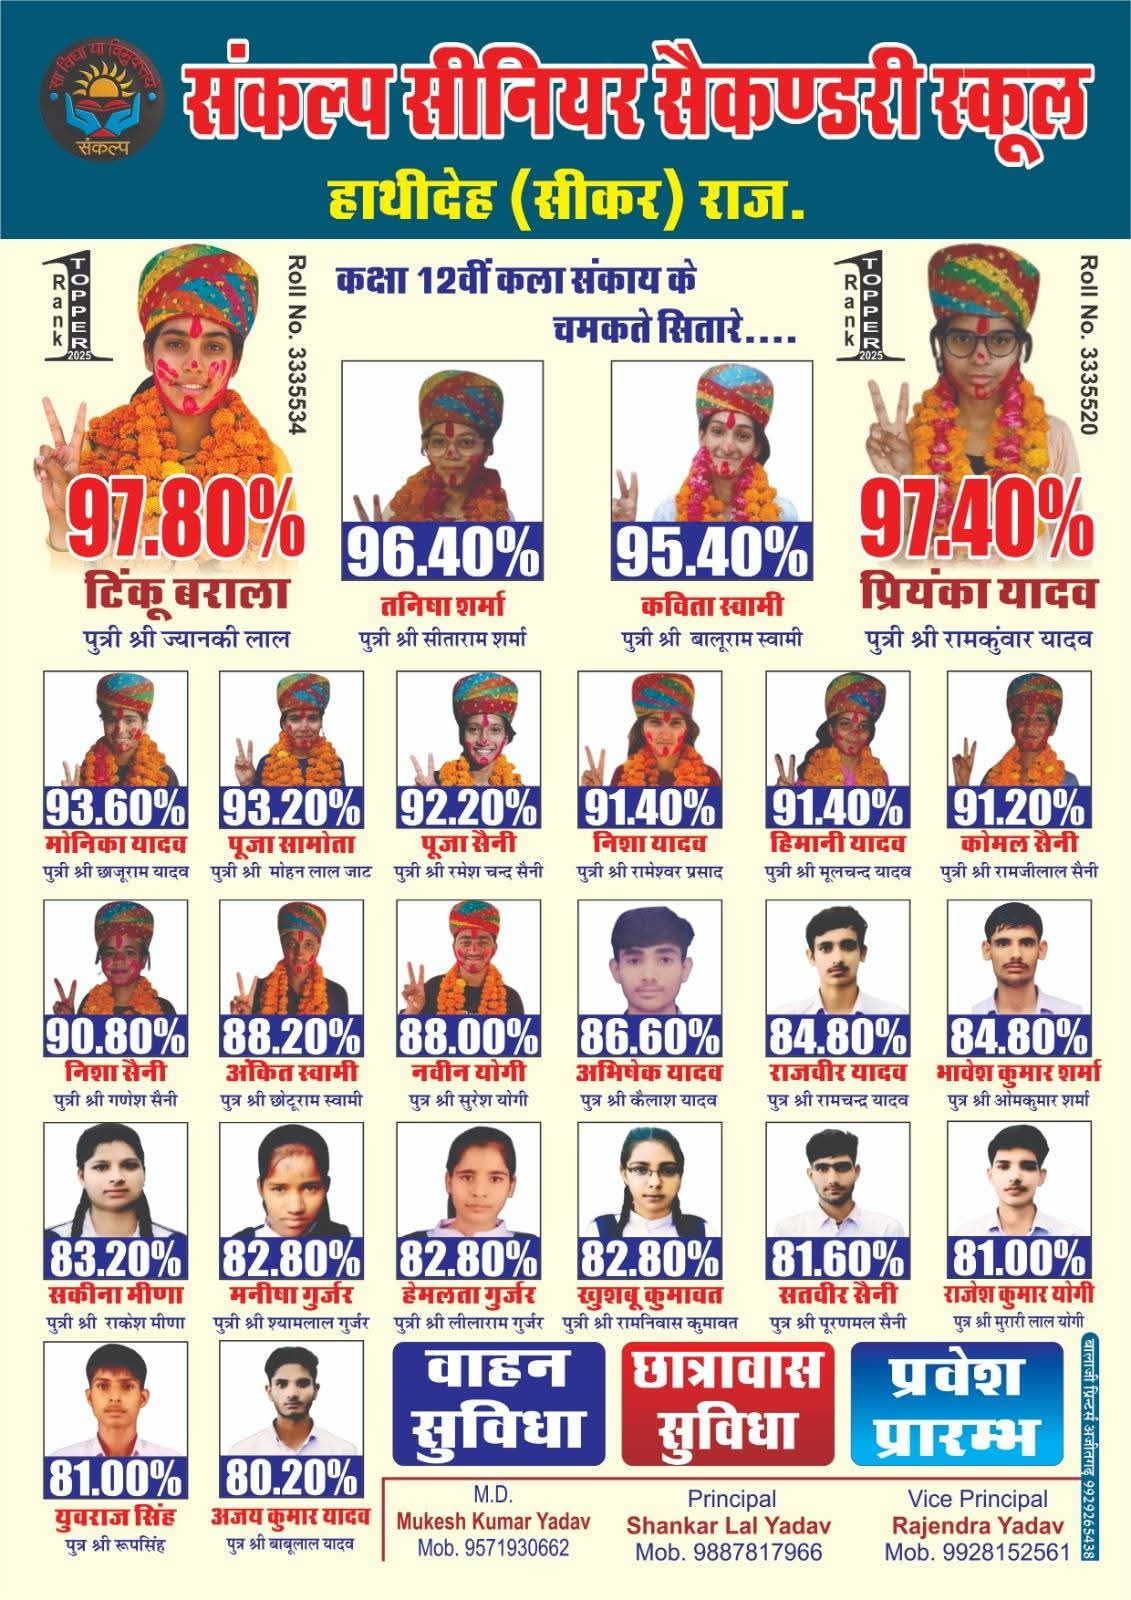 सा विद्या या विमुक्तये
संकल्प
संकल्प सीनियर सैकण्डरी स्कूल
हाथीदेह (सीकर) राज.
1 Rank TOPPER 2025
Roll No. 3335534
कक्षा 12वीं कला संकाय के
चमकते सितारे....
1 Rank TOPPER 2025
Roll No. 3335520
97.80%
टिंकू बराला
पुत्री श्री ज्यानकी लाल
96.40%
तनिषा शर्मा
पुत्री श्री सीताराम शर्मा
95.40%
कविता स्वामी
पुत्री श्री बालूराम स्वामी
97.40%
प्रियंका यादव
पुत्री श्री रामकुंवार यादव
93.60%
मोनिका यादव
पुत्री श्री छाजूराम यादव
93.20%
पूजा सामोता
पुत्री श्री मोहन लाल जाट
92.20%
पूजा सैनी
पुत्री श्री रमेश चन्द सैनी
91.40%
निशा यादव
पुत्री श्री रामेश्वर प्रसाद
91.40%
हिमानी यादव
पुत्री श्री मूलचन्द यादव
91.20%
कोमल सैनी
पुत्री श्री रामजीलाल सैनी
90.80%
निशा सैनी
पुत्री श्री गणेश सैनी
88.20%
अंकित स्वामी
पुत्र श्री छोटूराम स्वामी
88.00%
नवीन योगी
पुत्र श्री सुरेश योगी
86.60%
अभिषेक यादव
पुत्र श्री कैलाश यादव
84.80%
राजवीर यादव
पुत्र श्री रामचन्द्र यादव
84.80%
भावेश कुमार शर्मा
पुत्र श्री ओमकुमार शर्मा
83.20%
सकीना मीणा
पुत्री श्री राकेश मीणा
82.80%
मनीषा गुर्जर
पुत्री श्री श्यामलाल गुर्जर
82.80%
हेमलता गुर्जर
पुत्री श्री लीलाराम गुर्जर
82.80%
खुशबू कुमावत
पुत्री श्री रामनिवास कुमावत
81.60%
सतवीर सैनी
पुत्र श्री पूरणमल सैनी
81.00%
राजेश कुमार योगी
पुत्र श्री मुरारी लाल योगी
81.00%
युवराज सिंह
पुत्र श्री रूपसिंह
80.20%
अजय कुमार यादव
पुत्र श्री बाबूलाल यादव
वाहन
सुविधा
छात्रावास
सुविधा
प्रवेश
प्रारम्भ
M.D.
Mukesh Kumar Yadav
Mob. 9571930662
Principal
Shankar Lal Yadav
Mob. 9887817966
Vice Principal
Rajendra Yadav
Mob. 9928152561
बालाजी प्रिन्टर्स अजीतगढ़ 9929265438